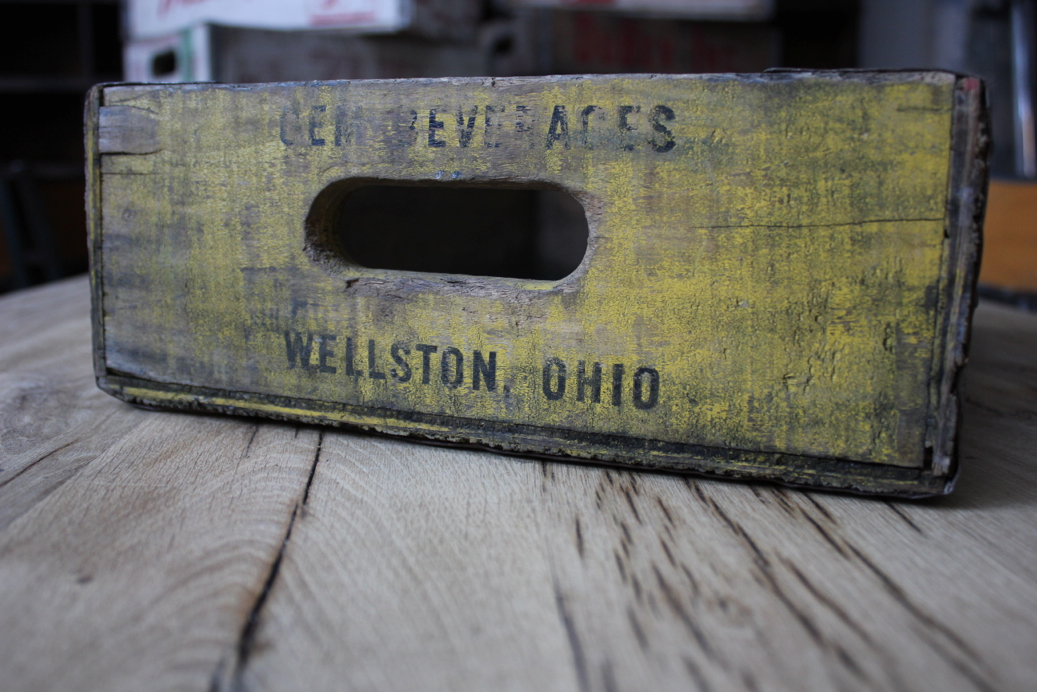 GEM BEVERAGES
WELLSTON, OHIO